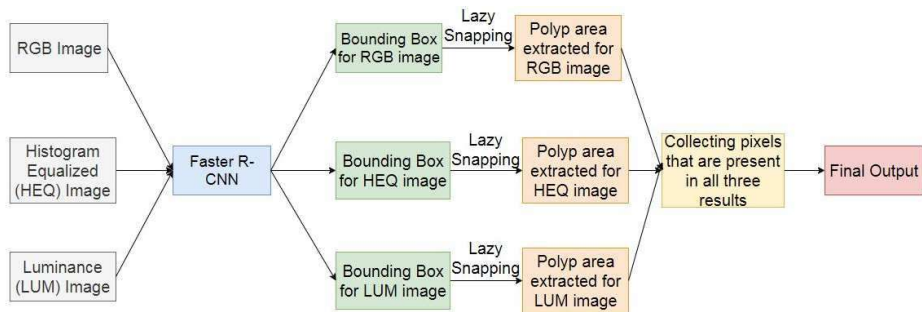 RGB Image
Histogram
Equalized
(HEQ) Image
Luminance
(LUM) Image
Faster R-
CNN
Bounding Box
for RGB image
Lazy
Snapping
Polyp area
extracted for
RGB image
Bounding Box
for HEQ image
Lazy
Snapping
Polyp area
extracted for
HEQ image
Bounding Box
for LUM image
Lazy
Snapping
Polyp area
extracted for
LUM image
Collecting pixels
that are present
in all three
results
Final Output